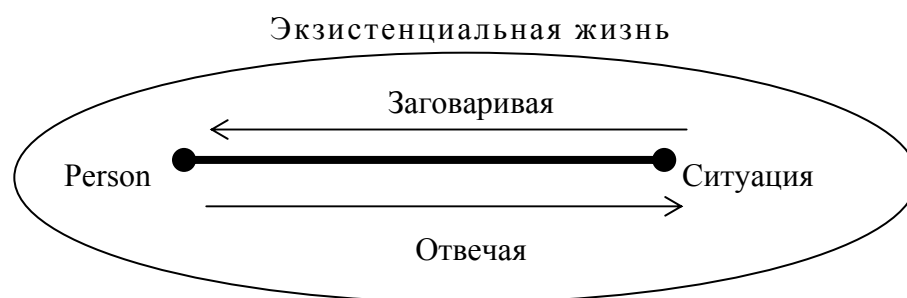 Экзистенциальная жизнь
Заговаривая
Person
Ситуация
Отвечая